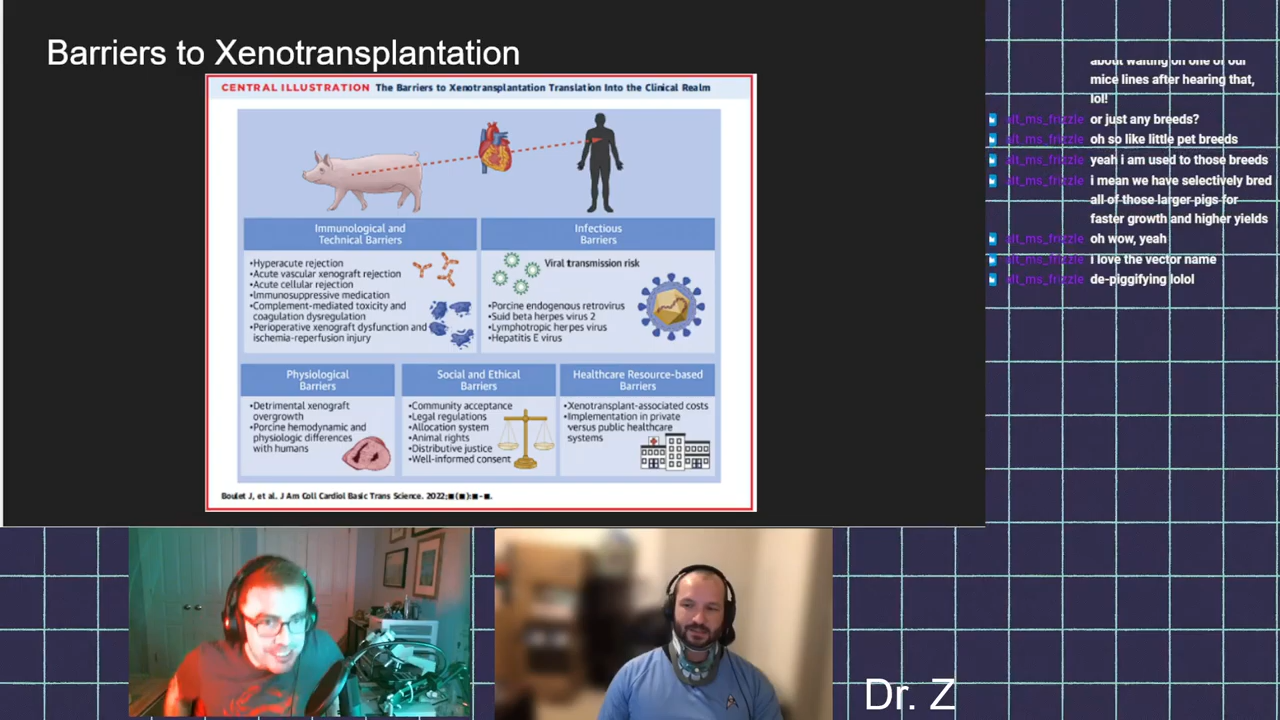 Barriers to Xenotransplantation
CENTRAL ILLUSTRATION The Barriers to Xenotransplantation Translation Into the Clinical Realm
Immunological and
Technical Barriers
•Hyperacute rejection
•Acute vascular xenograft rejection
•Acute cellular rejection
•Immunosuppressive medication
•Complement-mediated toxicity and
coagulation dysregulation
•Perioperative xenograft dysfunction and
ischemia-reperfusion injury
Infectious
Barriers
Viral transmission risk
•Porcine endogenous retrovirus
•Suid beta herpes virus 2
•Lymphotropic herpes virus
•Hepatitis E virus
Physiological
Barriers
•Detrimental xenograft
overgrowth
•Porcine hemodynamic and
physiologic differences
with humans
Social and Ethical
Barriers
•Community acceptance
•Legal regulations
•Allocation system
•Animal rights
•Distributive justice
•Well-informed consent
Healthcare Resource-based
Barriers
•Xenotransplant-associated costs
•Implementation in private
versus public healthcare
systems
Boulet J, et al. J Am Coll Cardiol Basic Trans Science. 2022;■(■):■-■.
about waiting on one of our
mice lines after hearing that,
lol!
alt_ms_frizzle or just any breeds?
alt_ms_frizzle oh so like little pet breeds
alt_ms_frizzle yeah i am used to those breeds
alt_ms_frizzle i mean we have selectively bred
all of those larger pigs for
faster growth and higher yields
alt_ms_frizzle oh wow, yeah
alt_ms_frizzle i love the vector name
alt_ms_frizzle de-piggifying lolol
Dr. Z